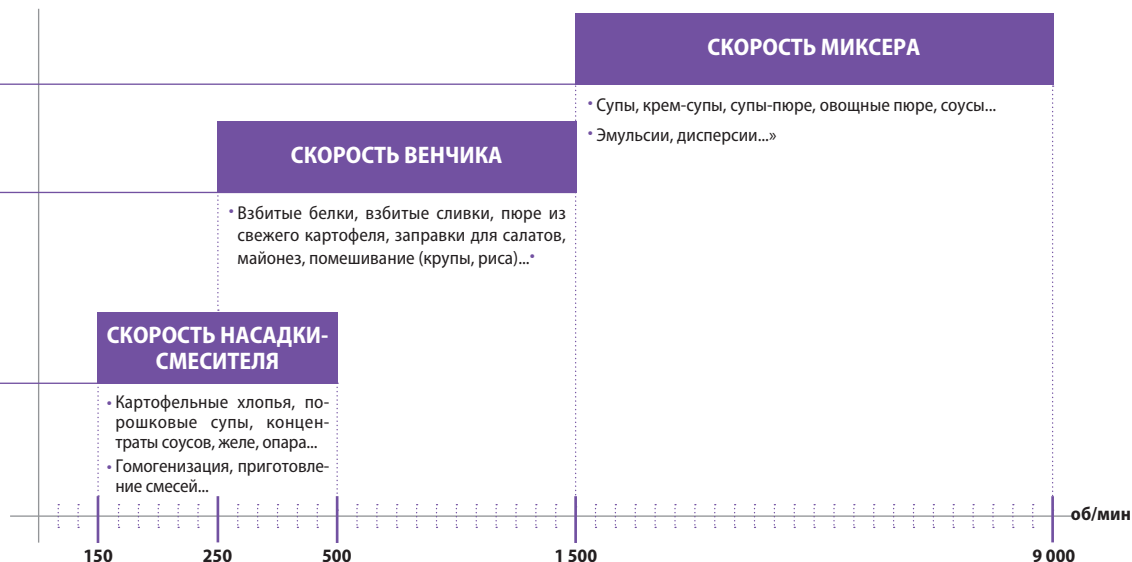 СКОРОСТЬ МИКСЕРА
• Супы, крем-супы, супы-пюре, овощные пюре, соусы...
• Эмульсии, дисперсии...»
СКОРОСТЬ ВЕНЧИКА
• Взбитые белки, взбитые сливки, пюре из
свежего картофеля, заправки для салатов,
майонез, помешивание (крупы, риса)...•
СКОРОСТЬ НАСАДКИ-
СМЕСИТЕЛЯ
• Картофельные хлопья, по-
рошковые супы, концен-
траты соусов, желе, опара...
• Гомогенизация, приготовле-
ние смесей...
об/мин
150 250 500 1 500 9 000